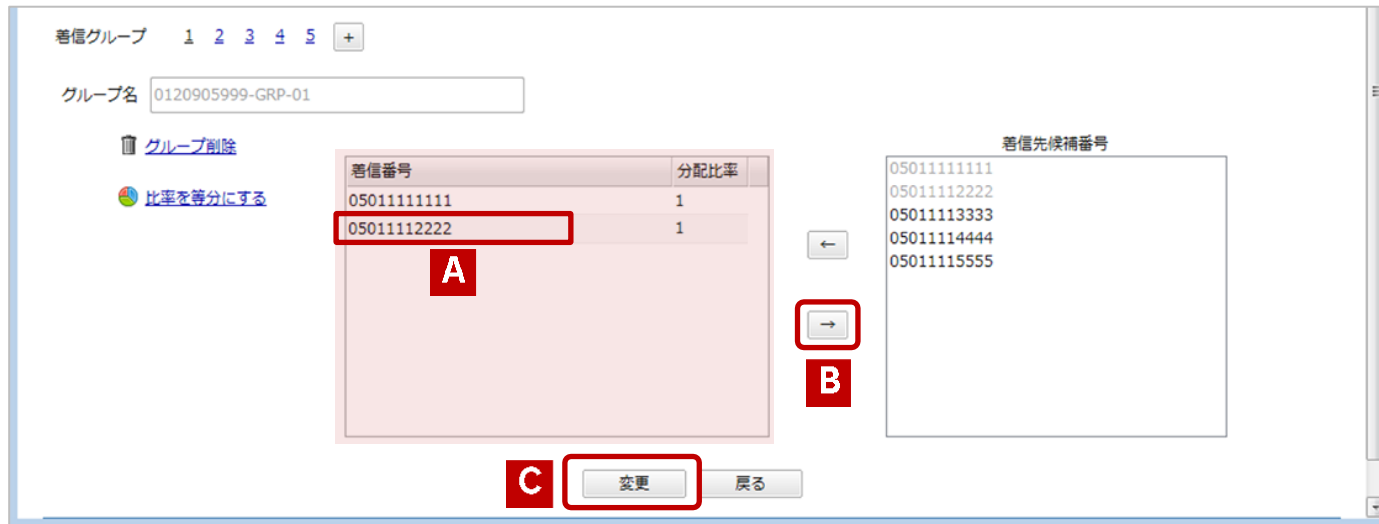 着信グループ 1 2 3 4 5 +
グループ名 0120905999-GRP-01
グループ削除
比率を等分にする
着信番号 分配比率
05011111111 1
05011112222 1
A
←
→
B
着信先候補番号
05011111111
05011112222
05011113333
05011114444
05011115555
C 変更 戻る